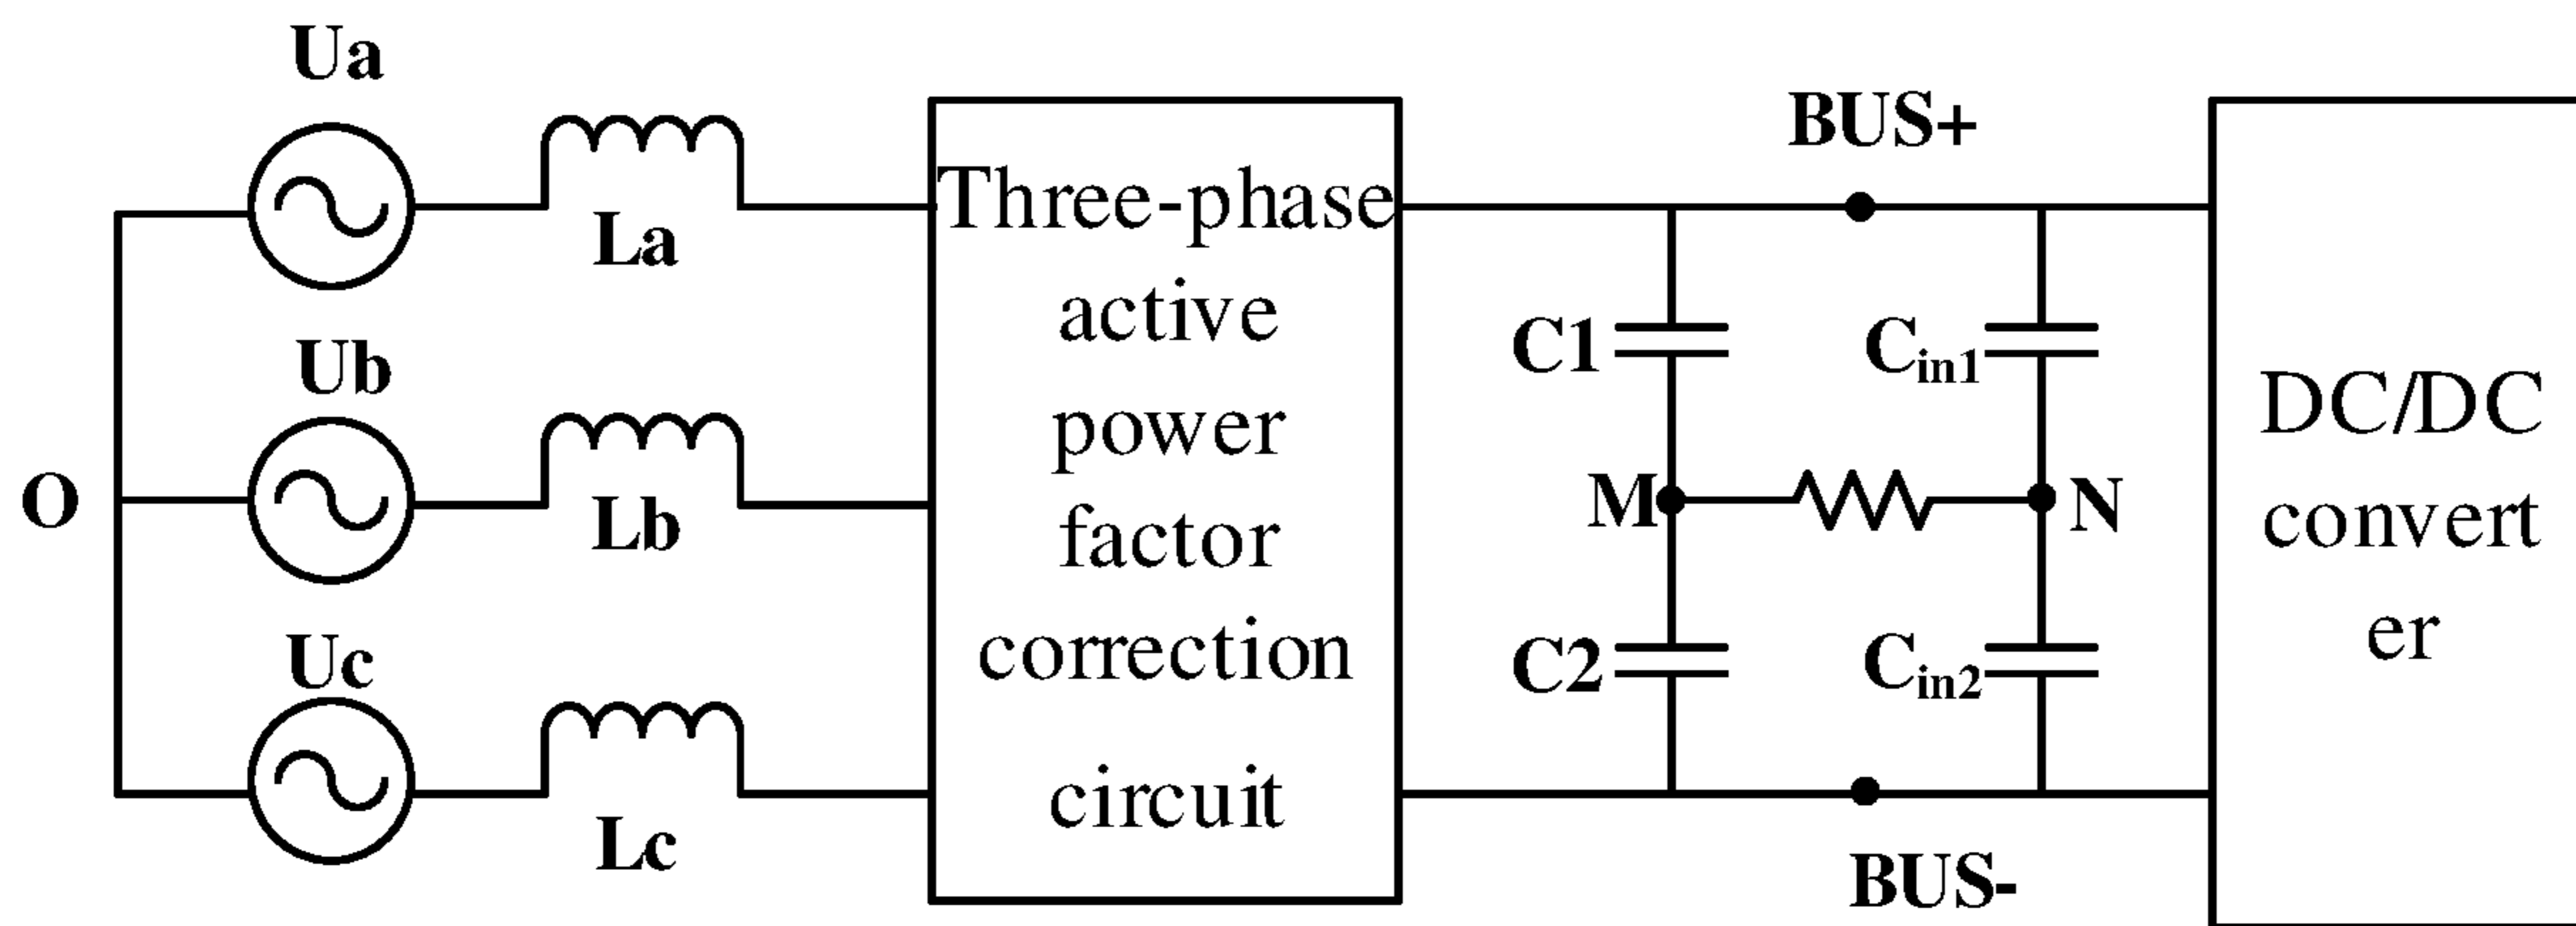 Ua
La
Ub
Lb
O
Uc
Lc
Three-phase
active
power
factor
correction
circuit
BUS+
C1
Cin1
M
N
C2
Cin2
BUS-
DC/DC
convert
er